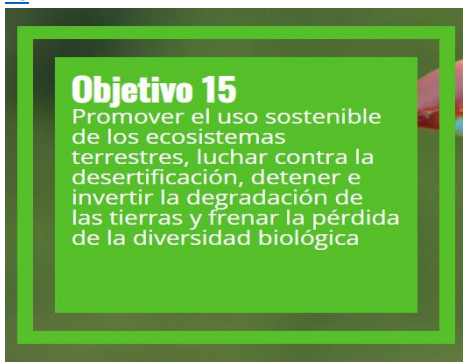 Objetivo 15
Promover el uso sostenible
de los ecosistemas
terrestres, luchar contra la
desertificación, detener e
invertir la degradación de
las tierras y frenar la pérdida
de la diversidad biológica